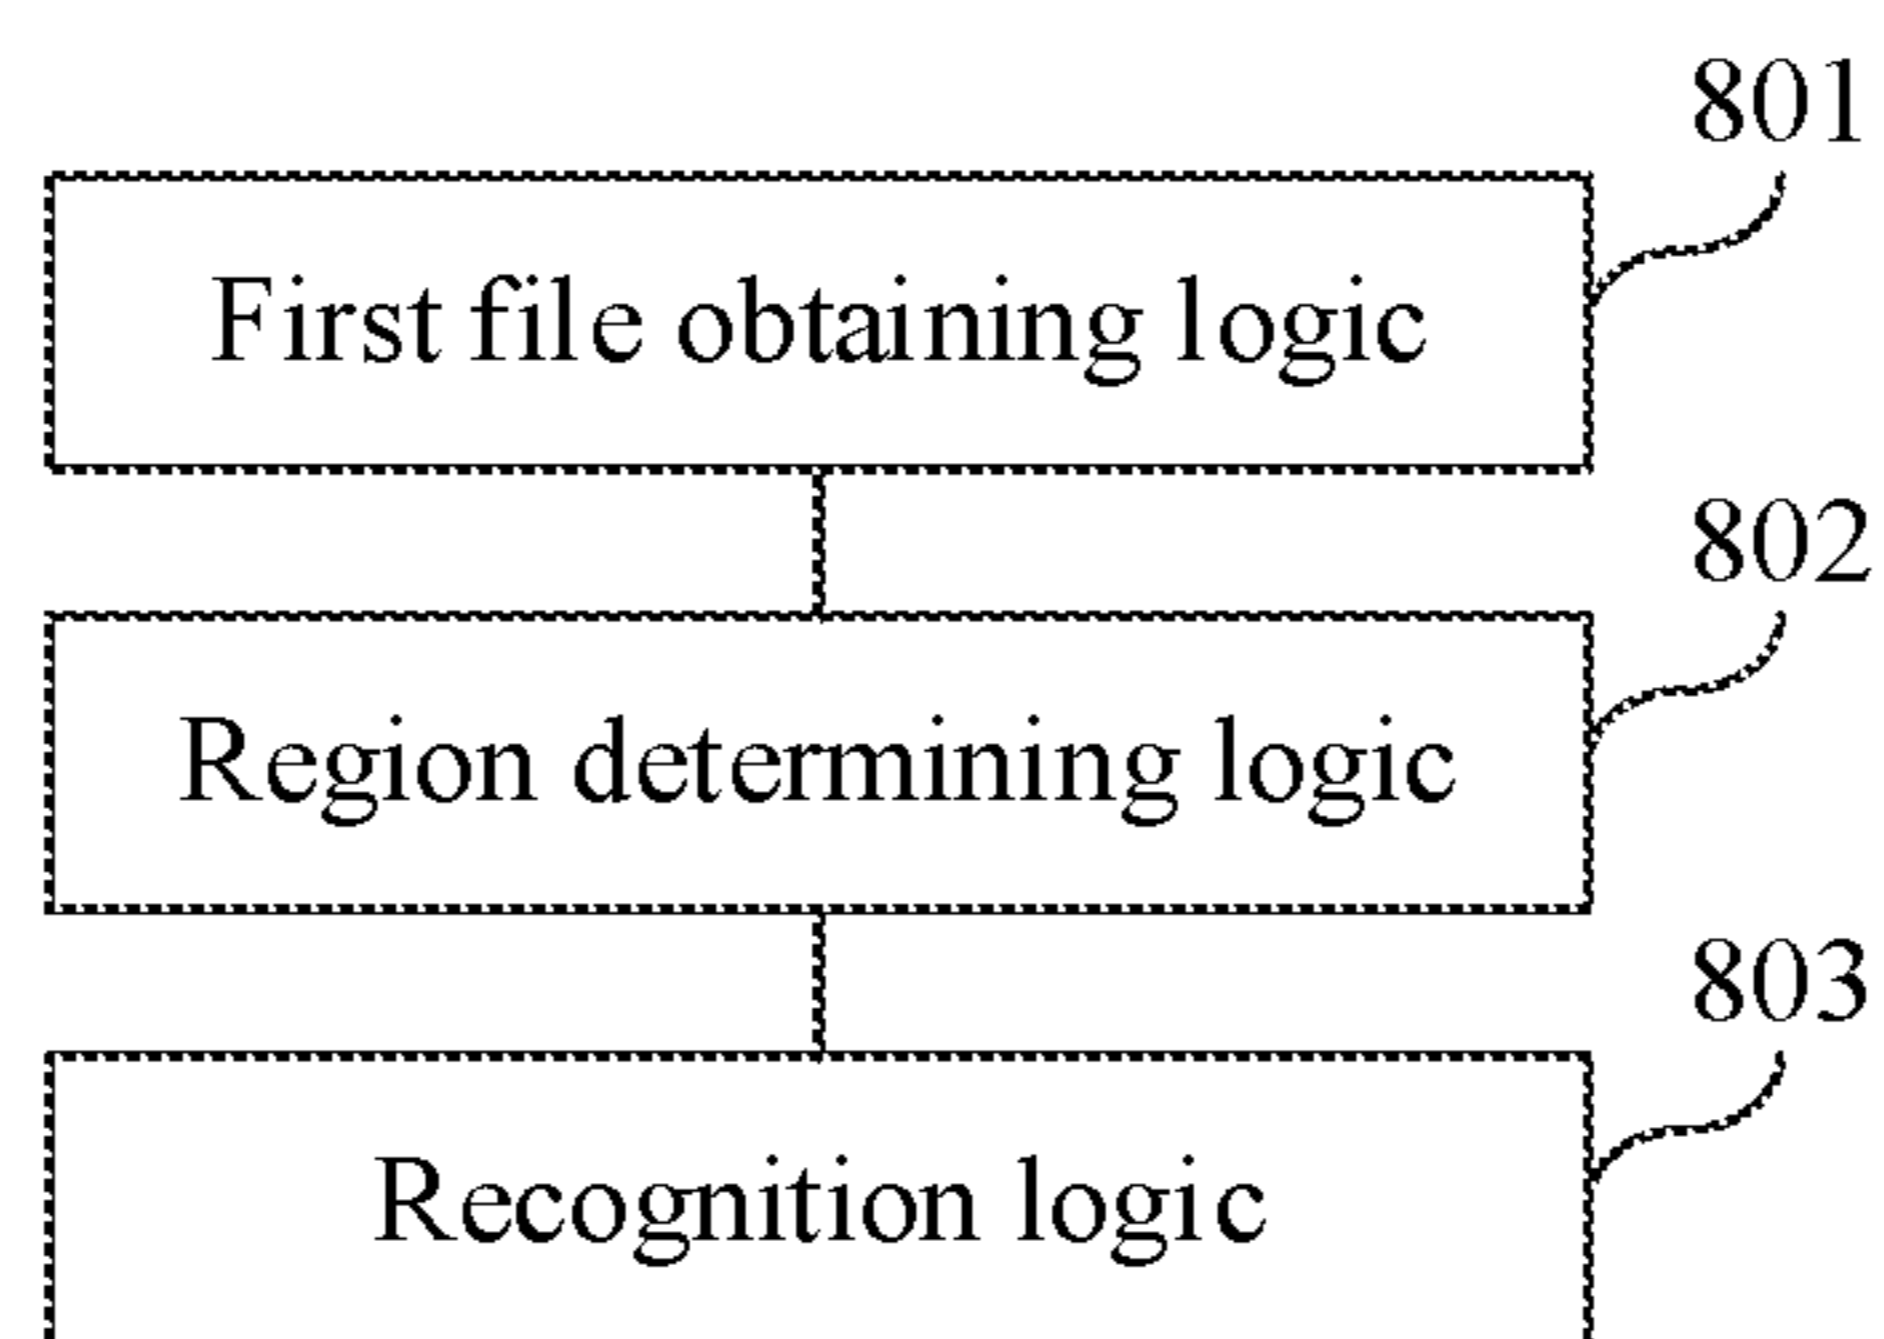 801
First file obtaining logic
802
Region determining logic
803
Recognition logic